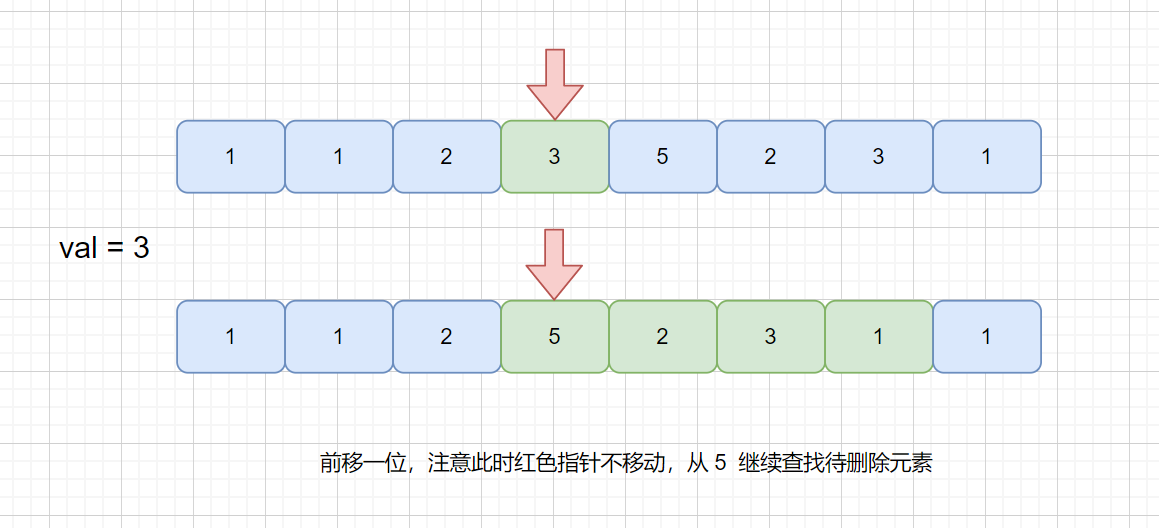 1 1 2 3 5 2 3 1
val = 3
1 1 2 5 2 3 1 1
前移一位，注意此时红色指针不移动，从 5 继续查找待删除元素